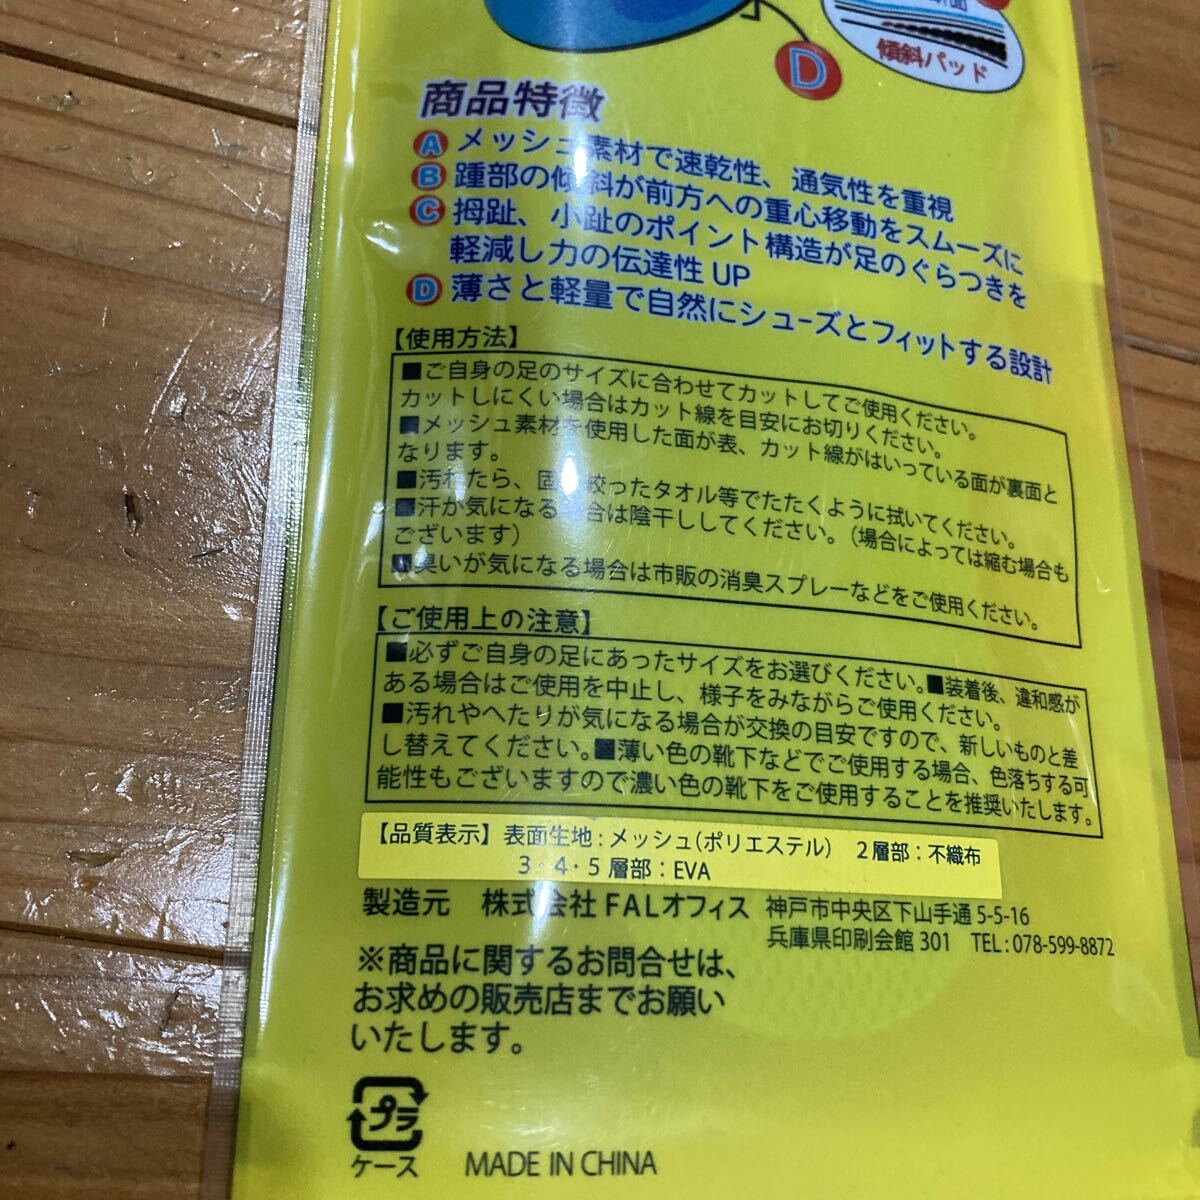 断面
傾斜パッド
D
商品特徴
A メッシュ素材で速乾性、通気性を重視
B 踵部の傾斜が前方への重心移動をスムーズに
C 拇趾、小趾のポイント構造が足のぐらつきを
軽減し力の伝達性UP
D 薄さと軽量で自然にシューズとフィットする設計
【使用方法】
■ご自身の足のサイズに合わせてカットしてご使用ください。
カットしにくい場合はカット線を目安にお切りください。
■メッシュ素材を使用した面が表、カット線がはいっている面が裏面と
なります。
■汚れたら、固く絞ったタオル等でたたくように拭いてください。
■汗が気になる場合は陰干ししてください。（場合によっては縮む場合も
ございます）
■臭いが気になる場合は市販の消臭スプレーなどをご使用ください。
【ご使用上の注意】
■必ずご自身の足にあったサイズをお選びください。■装着後、違和感が
ある場合はご使用を中止し、様子をみながらご使用ください。
■汚れやへたりが気になる場合が交換の目安ですので、新しいものと差
し替えてください。■薄い色の靴下などでご使用する場合、色落ちする可
能性もございますので濃い色の靴下をご使用することを推奨いたします。
【品質表示】表面生地：メッシュ（ポリエステル）　2層部：不織布
3・4・5層部：EVA
製造元　株式会社FALオフィス　神戸市中央区下山手通5-5-16
兵庫県印刷会館301　TEL：078-599-8872
※商品に関するお問合せは、
お求めの販売店までお願い
いたします。
プラ
ケース　MADE IN CHINA